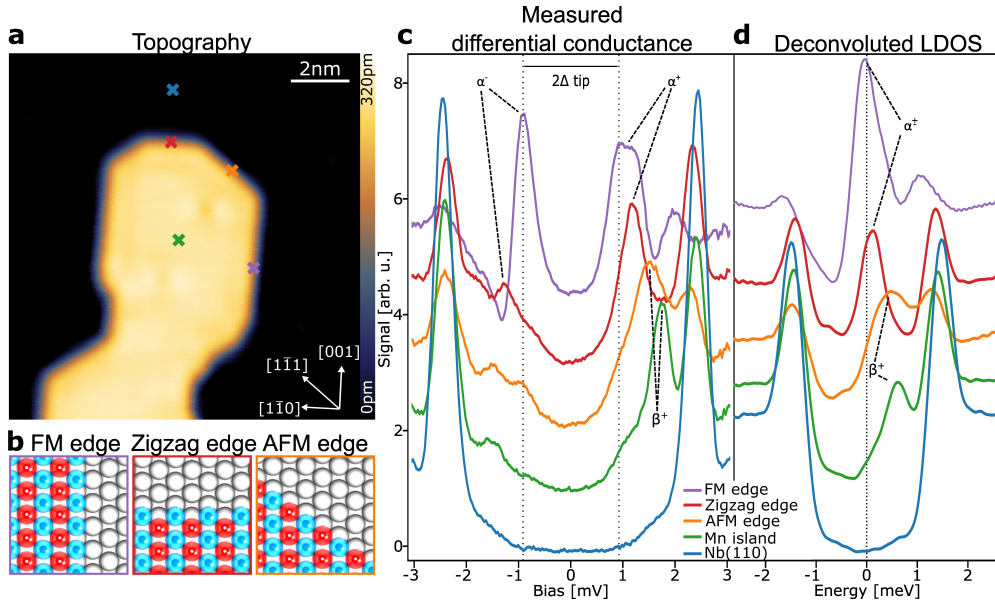 a
Topography
2nm
320pm
0pm
[001]
[11̅1]
[11̅0]
b
FM edge
Zigzag edge
AFM edge
c
Measured
differential conductance
α⁻
2Δ tip
α⁺
β⁺
Signal [arb. u.]
8
6
4
2
0
-3
-2
-1
0
1
2
3
Bias [mV]
FM edge
Zigzag edge
AFM edge
Mn island
Nb(110)
d
Deconvoluted LDOS
α±
β⁺
-2
-1
0
1
2
Energy [meV]